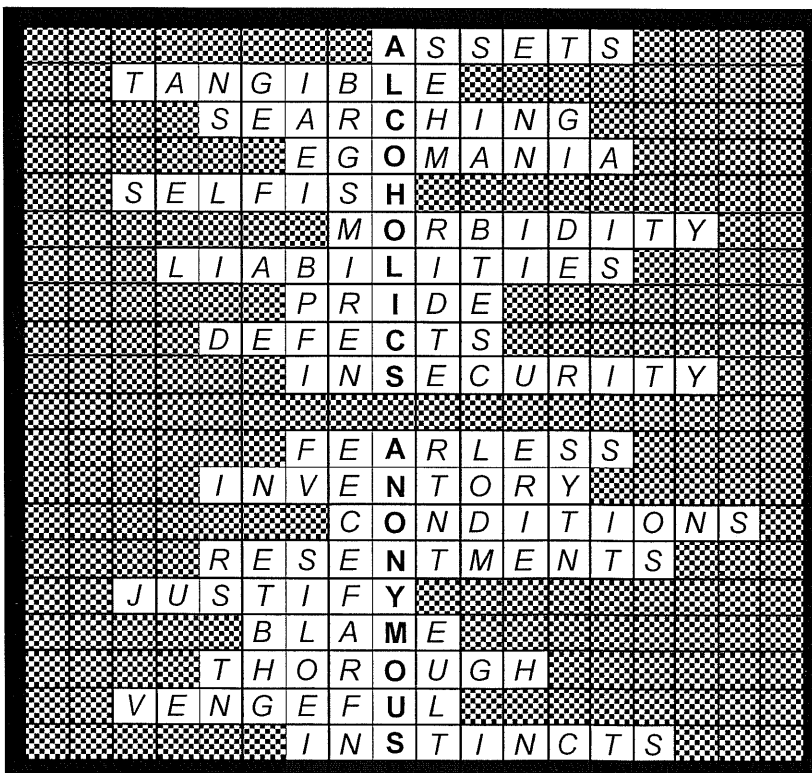 ASSETS
TANGIBLE
SEARCHING
EGOMANIA
SELFISH
MORBIDITY
LIABILITIES
PRIDE
DEFECTS
INSECURITY
FEARLESS
INVENTORY
CONDITIONS
RESENTMENTS
JUSTIFY
BLAME
THOROUGH
VENGEFUL
INSTINCTS